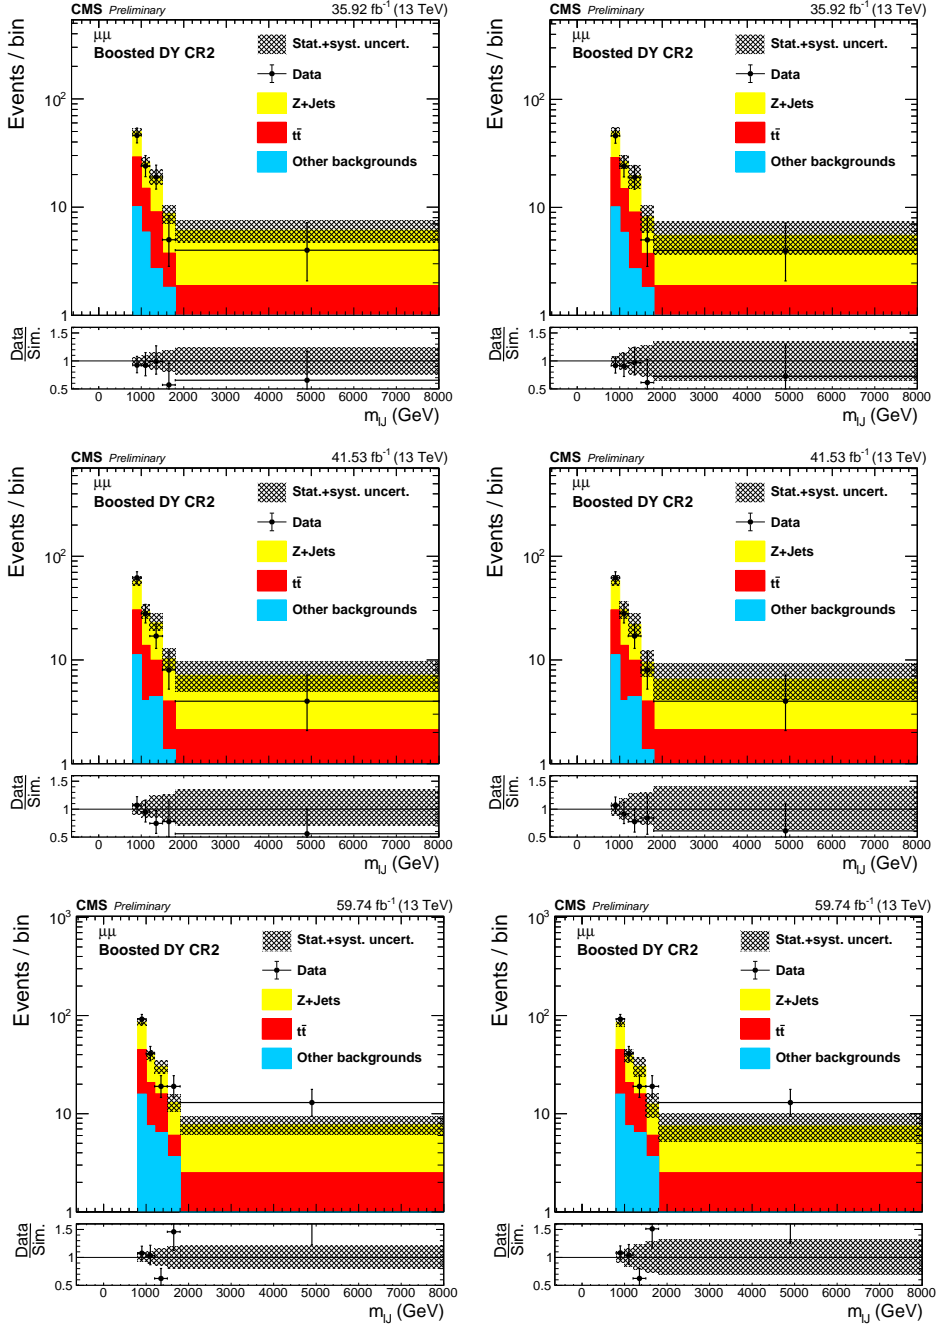 CMS Preliminary 35.92 fb⁻¹ (13 TeV)
μμ
Boosted DY CR2
Stat.+syst. uncert.
Data
Z+Jets
tt̄
Other backgrounds
Events / bin
10²
10
1
Data
Sim.
1.5
1
0.5
0 1000 2000 3000 4000 5000 6000 7000 8000
m_lJ (GeV)
CMS Preliminary 35.92 fb⁻¹ (13 TeV)
μμ
Boosted DY CR2
Stat.+syst. uncert.
Data
Z+Jets
tt̄
Other backgrounds
Events / bin
10²
10
1
Data
Sim.
1.5
1
0.5
0 1000 2000 3000 4000 5000 6000 7000 8000
m_lJ (GeV)
CMS Preliminary 41.53 fb⁻¹ (13 TeV)
μμ
Boosted DY CR2
Stat.+syst. uncert.
Data
Z+Jets
tt̄
Other backgrounds
Events / bin
10²
10
1
Data
Sim.
1.5
1
0.5
0 1000 2000 3000 4000 5000 6000 7000 8000
m_lJ (GeV)
CMS Preliminary 41.53 fb⁻¹ (13 TeV)
μμ
Boosted DY CR2
Stat.+syst. uncert.
Data
Z+Jets
tt̄
Other backgrounds
Events / bin
10²
10
1
Data
Sim.
1.5
1
0.5
0 1000 2000 3000 4000 5000 6000 7000 8000
m_lJ (GeV)
CMS Preliminary 59.74 fb⁻¹ (13 TeV)
μμ
Boosted DY CR2
Stat.+syst. uncert.
Data
Z+Jets
tt̄
Other backgrounds
Events / bin
10³
10²
10
1
Data
Sim.
1.5
1
0.5
0 1000 2000 3000 4000 5000 6000 7000 8000
m_lJ (GeV)
CMS Preliminary 59.74 fb⁻¹ (13 TeV)
μμ
Boosted DY CR2
Stat.+syst. uncert.
Data
Z+Jets
tt̄
Other backgrounds
Events / bin
10³
10²
10
1
Data
Sim.
1.5
1
0.5
0 1000 2000 3000 4000 5000 6000 7000 8000
m_lJ (GeV)